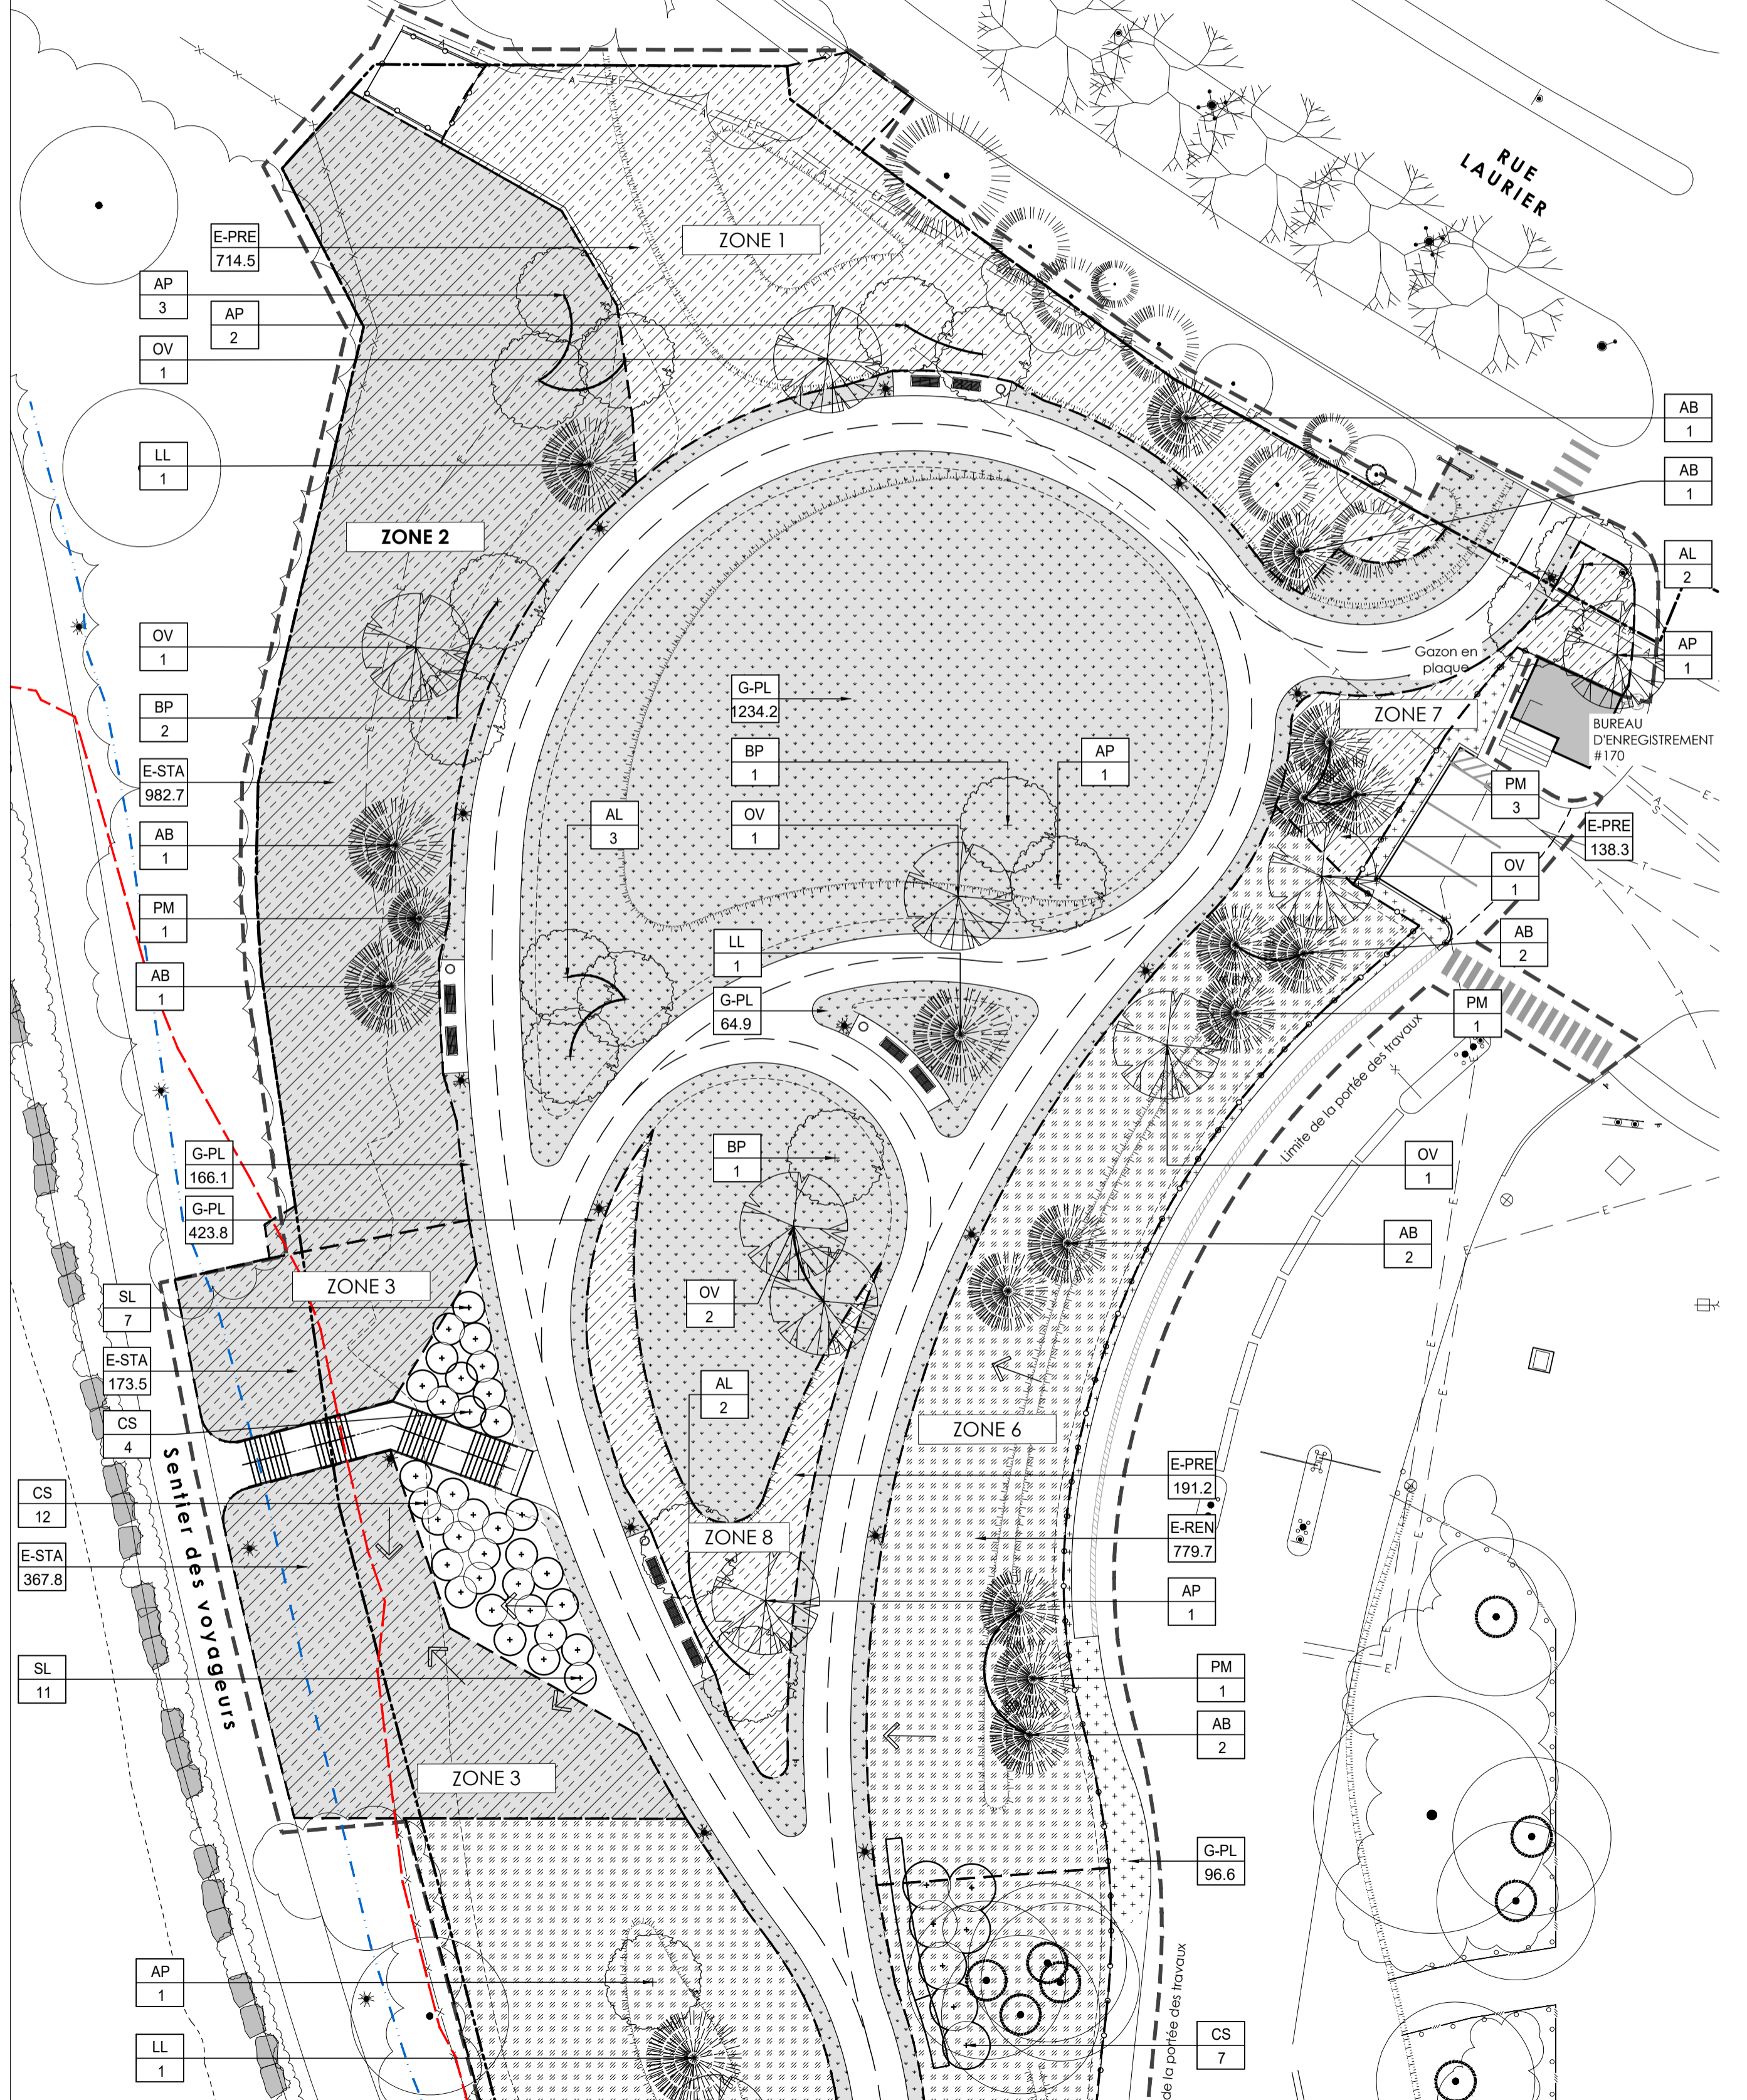 RUE
LAURIER
E-PRE
714.5
ZONE 1
AP
3
AP
2
OV
1
AB
1
LL
1
AB
1
ZONE 2
AL
2
OV
1
AP
1
Gazon en
plaque
G-PL
1234.2
BP
2
ZONE 7
BUREAU
D'ENREGISTREMENT
#170
BP
1
AP
1
E-STA
982.7
PM
3
AL
3
OV
1
E-PRE
138.3
AB
1
OV
1
PM
1
AB
2
LL
1
AB
1
G-PL
64.9
PM
1
Limite de la portée des travaux
BP
1
G-PL
166.1
OV
1
G-PL
423.8
AB
2
ZONE 3
OV
2
SL
7
E-STA
173.5
AL
2
CS
4
ZONE 6
Sentier des voyageurs
E-PRE
191.2
CS
12
E-REN
779.7
ZONE 8
E-STA
367.8
AP
1
SL
11
PM
1
AB
2
ZONE 3
G-PL
96.6
AP
1
de la portée des travaux
CS
7
LL
1